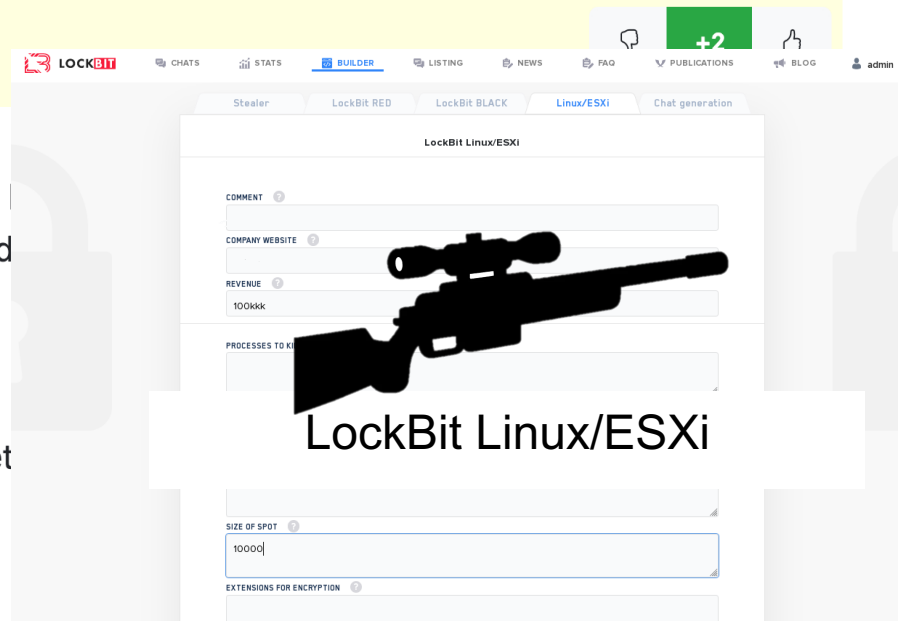 +2
LOCKBIT
CHATS
STATS
BUILDER
LISTING
NEWS
FAQ
PUBLICATIONS
BLOG
admin
Stealer
LockBit RED
LockBit BLACK
Linux/ESXi
Chat generation
LockBit Linux/ESXi
COMMENT ?
COMPANY WEBSITE ?
REVENUE ?
100kkk
PROCESSES TO
LockBit Linux/ESXi
SIZE OF SPOT ?
10000
EXTENSIONS FOR ENCRYPTION ?